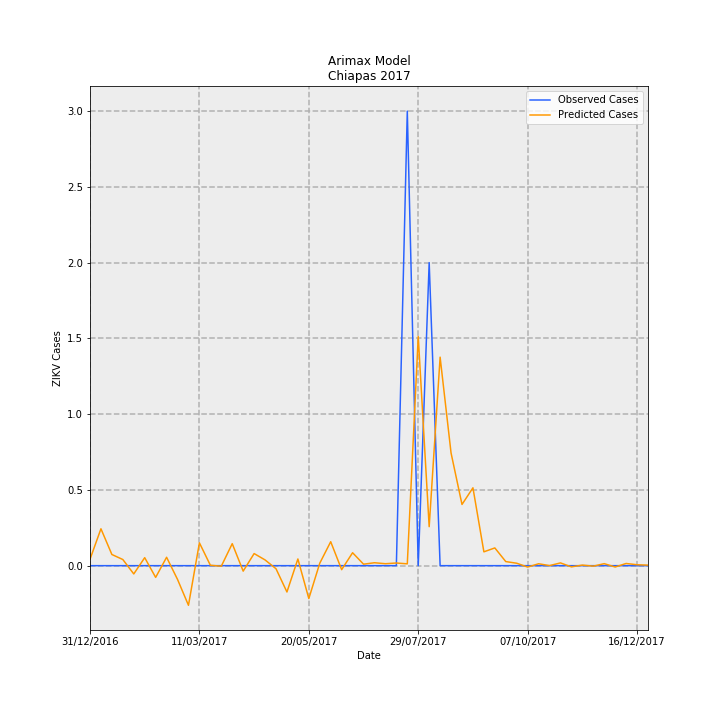 Arimax Model
Chiapas 2017
Observed Cases
Predicted Cases
3.0
2.5
2.0
1.5
1.0
0.5
0.0
ZIKV Cases
31/12/2016
11/03/2017
20/05/2017
29/07/2017
07/10/2017
16/12/2017
Date